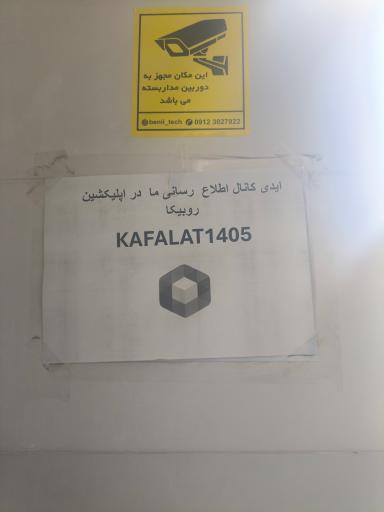 این مکان مجهز به
دوربین مداربسته
می باشد
benii_tech 0912 3827822
ایدی کانال اطلاع رسانی ما در اپلیکشین
روبیکا
KAFALAT1405